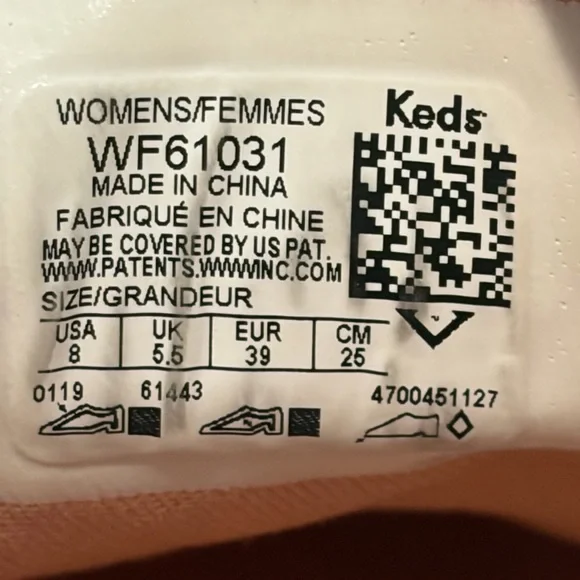 WOMENS/FEMMES
Keds
WF61031
MADE IN CHINA
FABRIQUÉ EN CHINE
MAY BE COVERED BY US PAT.
WWW.PATENTS.WWWINC.COM
SIZE/GRANDEUR
USA UK EUR CM
8 5.5 39 25
0119 61443 4700451127